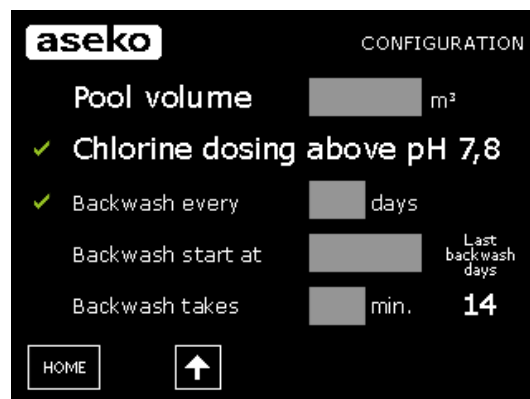 aseko CONFIGURATION
Pool volume m³
Chlorine dosing above pH 7,8
Backwash every days
Backwash start at
Last
backwash
days
Backwash takes min. 14
HOME